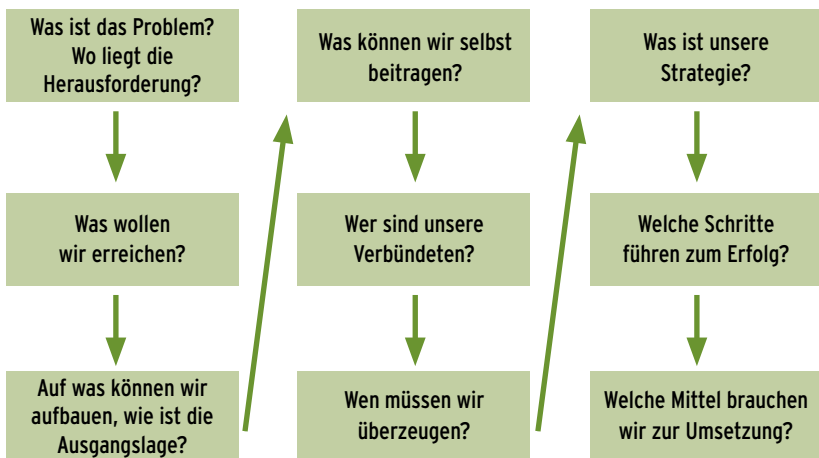 Was ist das Problem?
Wo liegt die
Herausforderung?
Was wollen
wir erreichen?
Auf was können wir
aufbauen, wie ist die
Ausgangslage?
Was können wir selbst
beitragen?
Wer sind unsere
Verbündeten?
Wen müssen wir
überzeugen?
Was ist unsere
Strategie?
Welche Schritte
führen zum Erfolg?
Welche Mittel brauchen
wir zur Umsetzung?